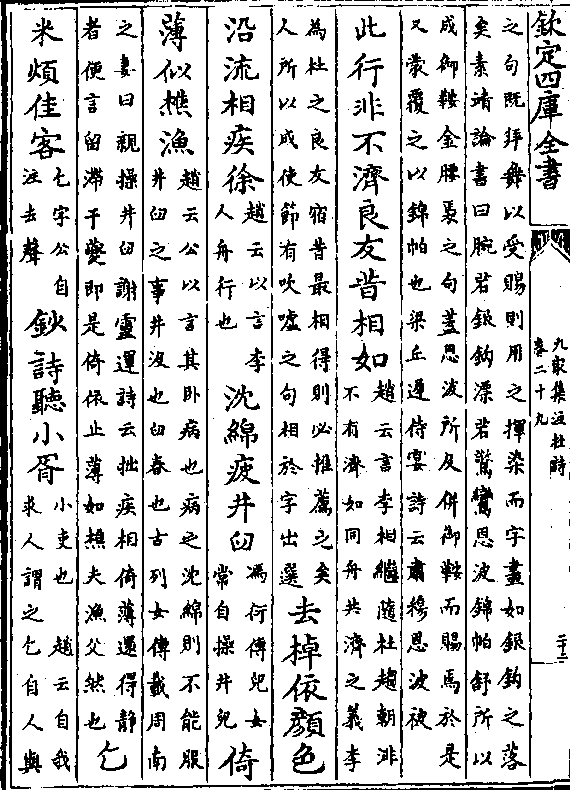 欽定四庫全書
九家集注杜詩
卷二十九
二十二
之句既拜舞以受賜則用之揮染而字畫如銀鈎之落
矣索靖論書曰腕若銀鈎漂若驚鸞恩波錦帕舒所以
成御鞍金腰褭之句蓋恩波所及併御鞍而賜馬於是
又蒙覆之以錦帕也梁丘遲侍宴詩云肅穆恩波被
此行非不濟良友昔相如
趙云言李相繼隨杜趙朝非
不有濟如同舟共濟之義李
為杜之良友宿昔最相得則必推薦之矣
人所以成使節有吹噓之句相於字出選
去掉依顔色
沿流相疾徐
趙云以言李
人舟行也
沈綿疲井臼
馮衍傳兒女
常自操井兒
倚
薄似樵漁
趙云公以言其卧病也病之沈綿則不能服
井臼之事井汲也臼舂也古列女傳載周南
之妻曰親操井臼謝靈運詩云拙疾相倚薄還得静
者便言留滯于夔即是倚依止薄如樵夫漁父然也
乞
米煩佳客
乞字公自
注去聲
鈔詩聽小胥
小吏也 趙云自我
求人謂之乞自人與